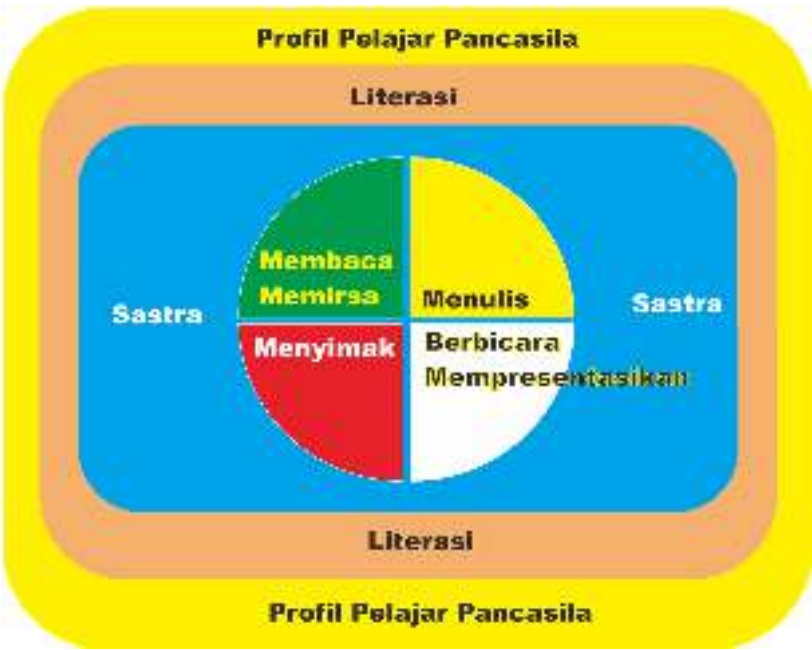 Profil Pelajar Pancasila
Literasi
Membaca
Memirsa
Menulis
Sastra
Sastra
Menyimak
Berbicara
Mempresentasikan
Literasi
Profil Pelajar Pancasila